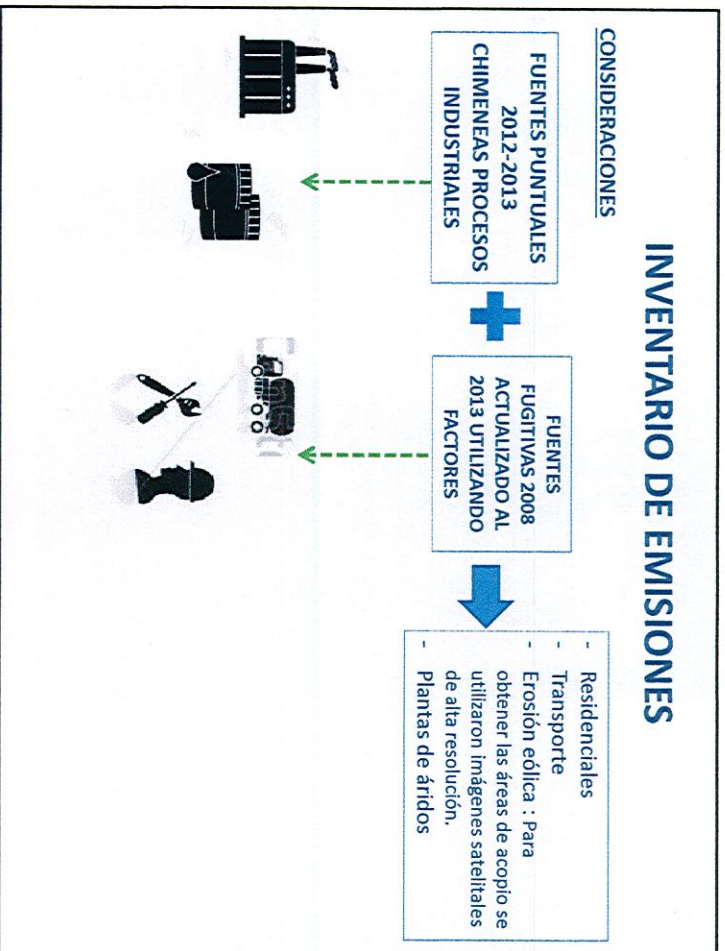 INVENTARIO DE EMISIONES
CONSIDERACIONES
FUENTES PUNTUALES
2012-2013
CHIMENEAS PROCESOS
INDUSTRIALES
FUENTES
FUGITIVAS 2008
ACTUALIZADO AL
2013 UTILIZANDO
FACTORES
- Residenciales
- Transporte
- Erosión eólica : Para
obtener las áreas de acopio se
utilizaron imágenes satelitales
de alta resolución.
- Plantas de áridos